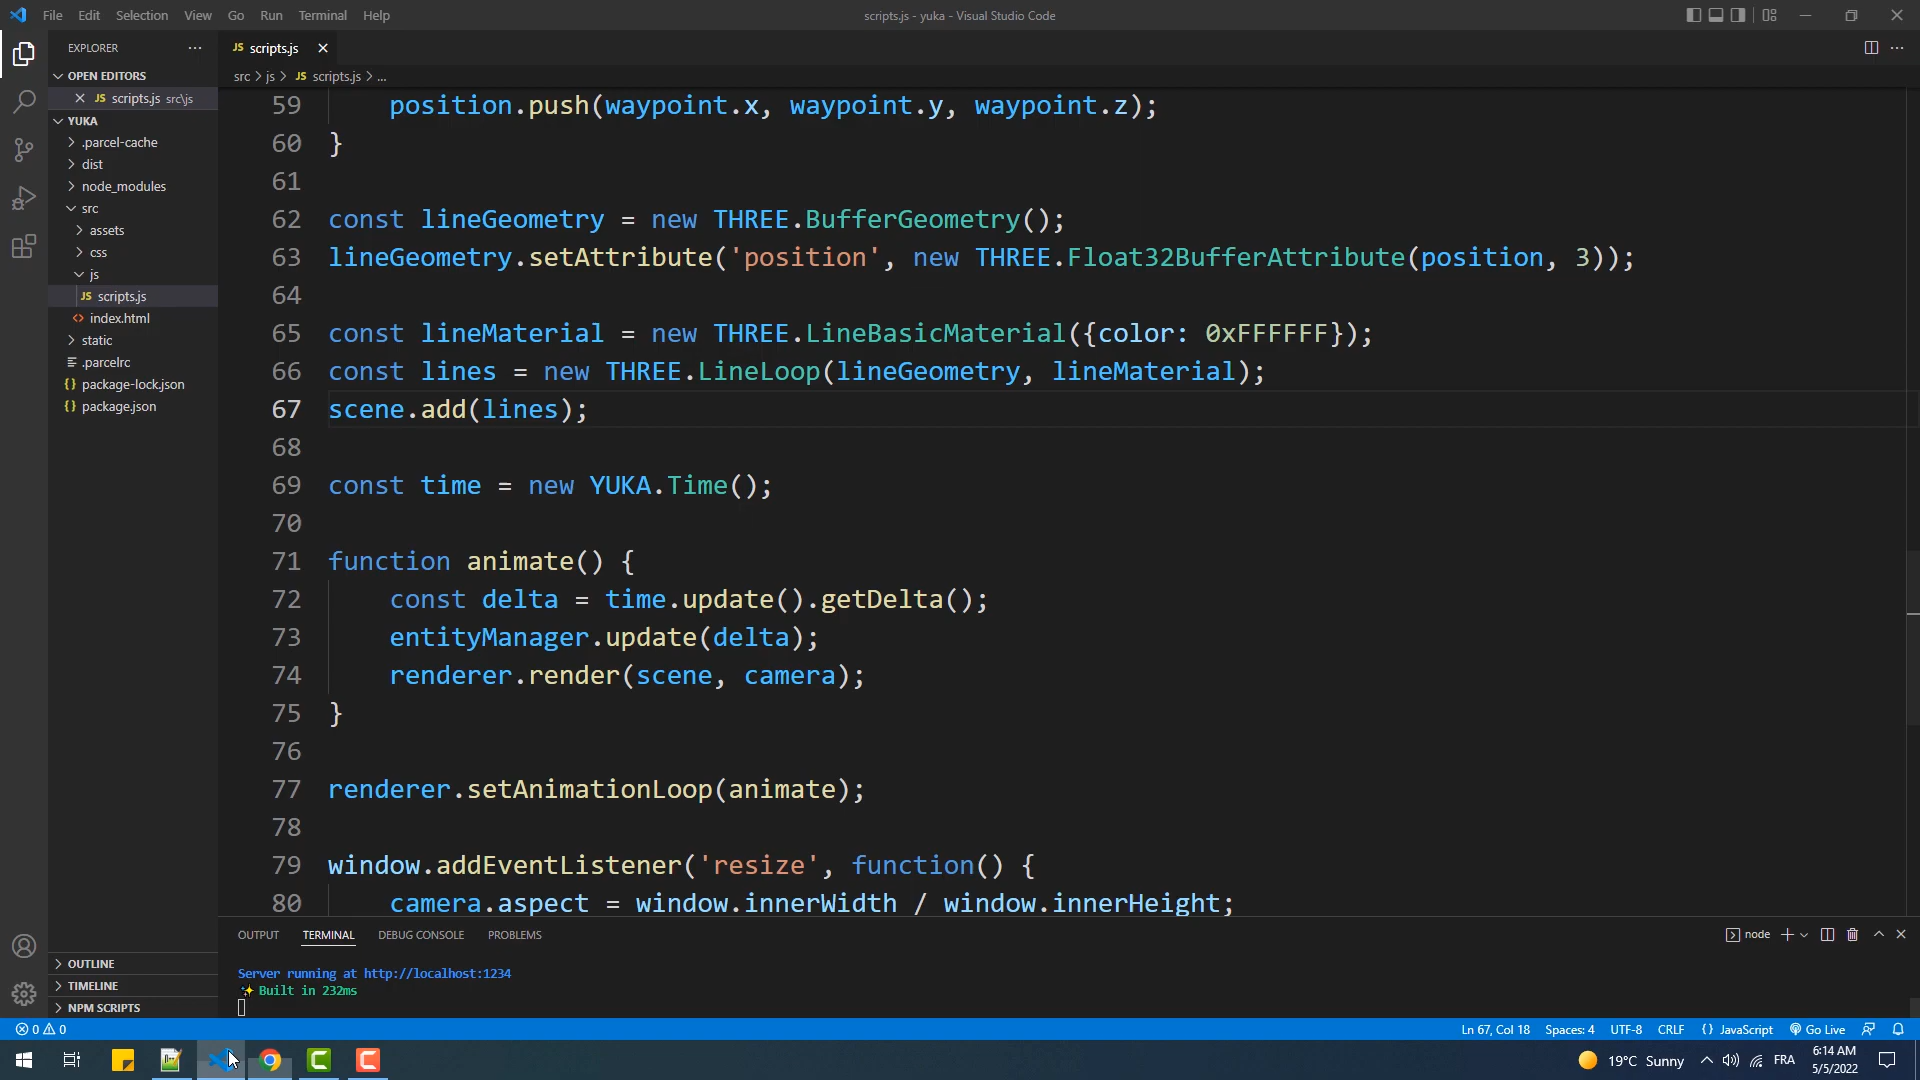 File Edit Selection View Go Run Terminal Help
scripts.js - yuka - Visual Studio Code
EXPLORER
JS scripts.js
OPEN EDITORS
JS scripts.js src\js
YUKA
.parcel-cache
dist
node_modules
src
assets
css
js
JS scripts.js
index.html
static
.parcelrc
{} package-lock.json
{} package.json
OUTLINE
TIMELINE
NPM SCRIPTS
src > js > JS scripts.js > ...
59 position.push(waypoint.x, waypoint.y, waypoint.z);
60 }
61
62 const lineGeometry = new THREE.BufferGeometry();
63 lineGeometry.setAttribute('position', new THREE.Float32BufferAttribute(position, 3));
64
65 const lineMaterial = new THREE.LineBasicMaterial({color: 0xFFFFFF});
66 const lines = new THREE.LineLoop(lineGeometry, lineMaterial);
67 scene.add(lines);
68
69 const time = new YUKA.Time();
70
71 function animate() {
72 const delta = time.update().getDelta();
73 entityManager.update(delta);
74 renderer.render(scene, camera);
75 }
76
77 renderer.setAnimationLoop(animate);
78
79 window.addEventListener('resize', function() {
80 camera.aspect = window.innerWidth / window.innerHeight;
OUTPUT TERMINAL DEBUG CONSOLE PROBLEMS
node
Server running at http://localhost:1234
✨ Built in 232ms
0 0
Ln 67, Col 18 Spaces: 4 UTF-8 CRLF {} JavaScript Go Live
19°C Sunny
FRA
6:14 AM
5/5/2022